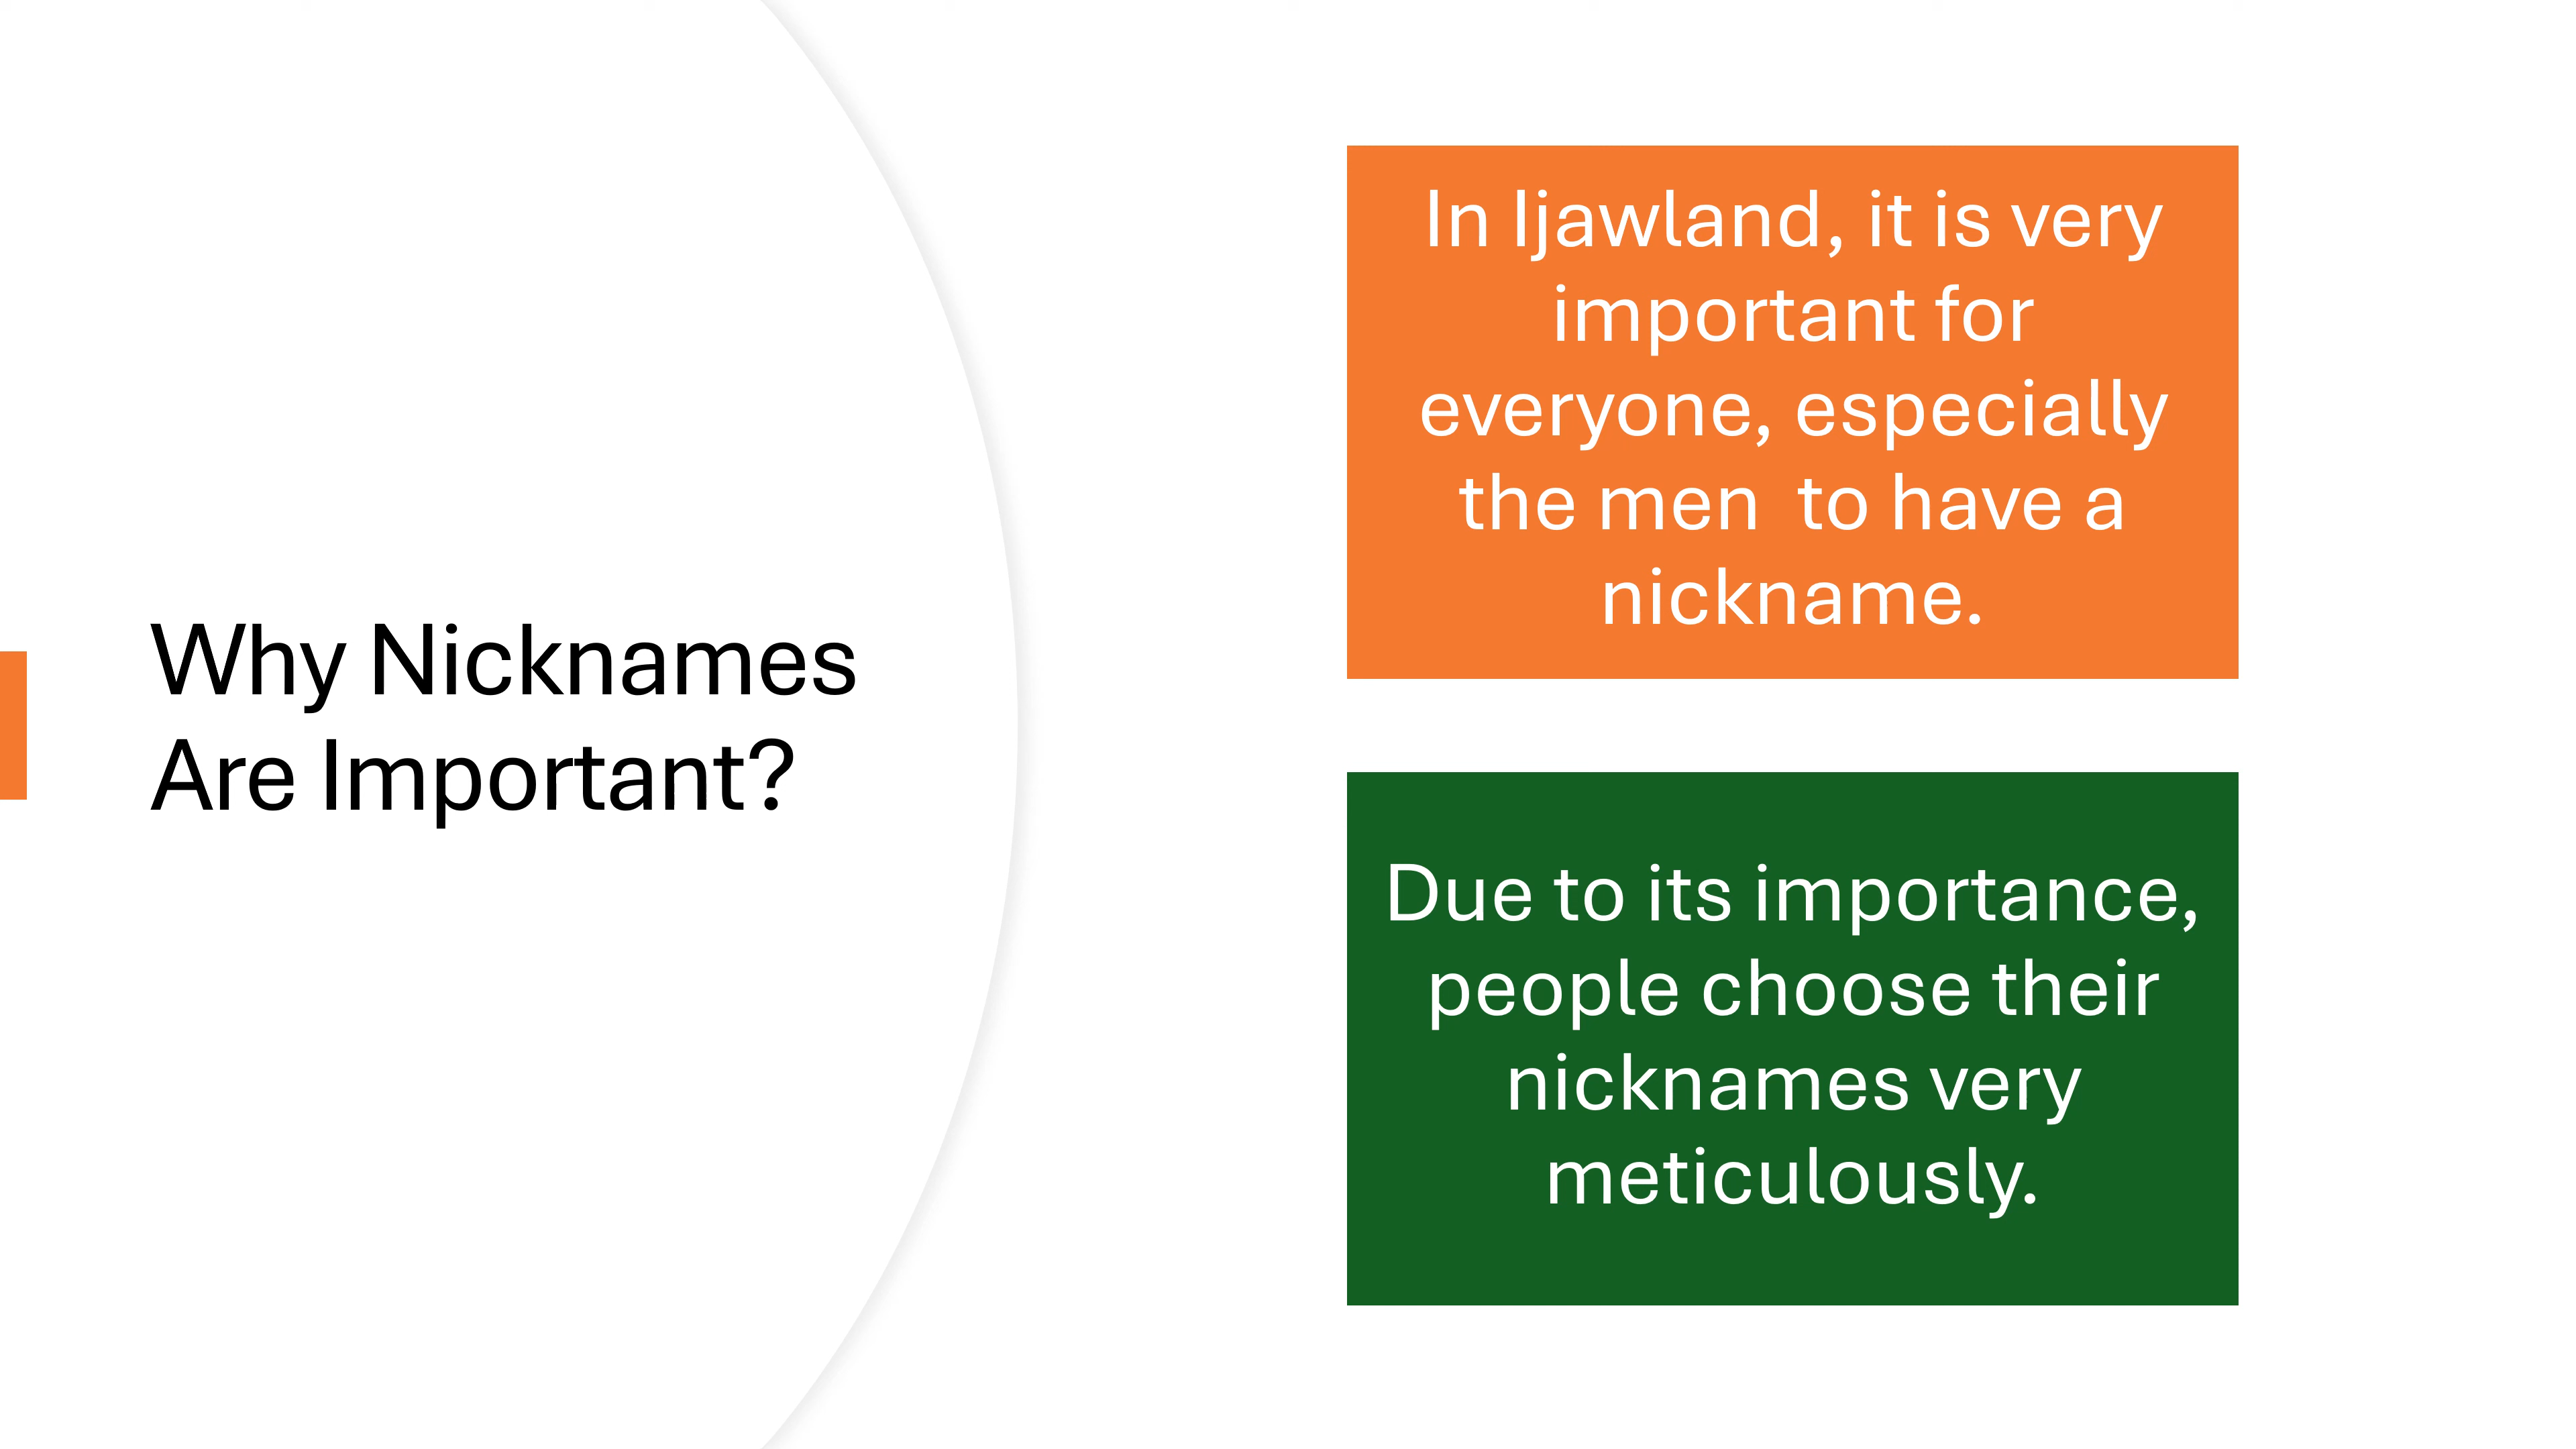 Why Nicknames
Are Important?
In Ijawland, it is very
important for
everyone, especially
the men  to have a
nickname.
Due to its importance,
people choose their
nicknames very
meticulously.